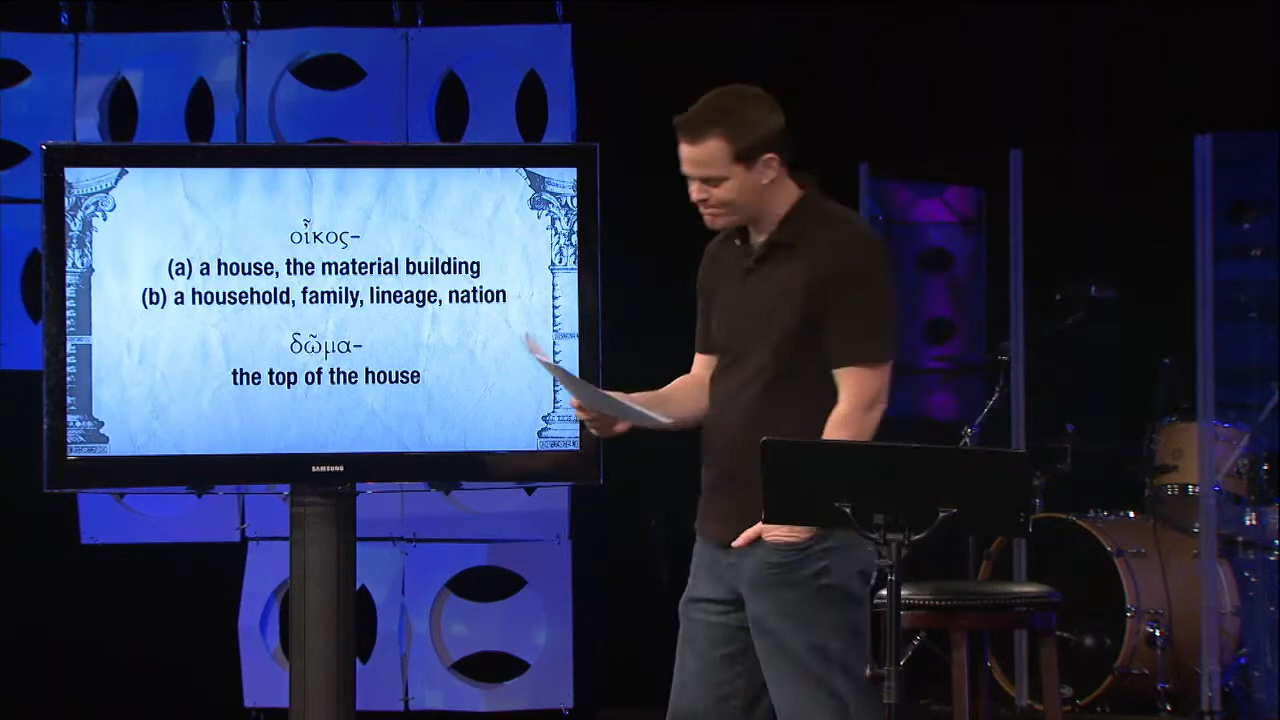 οἶκος-
(a) a house, the material building
(b) a household, family, lineage, nation
δῶμα-
the top of the house
SAMSUNG